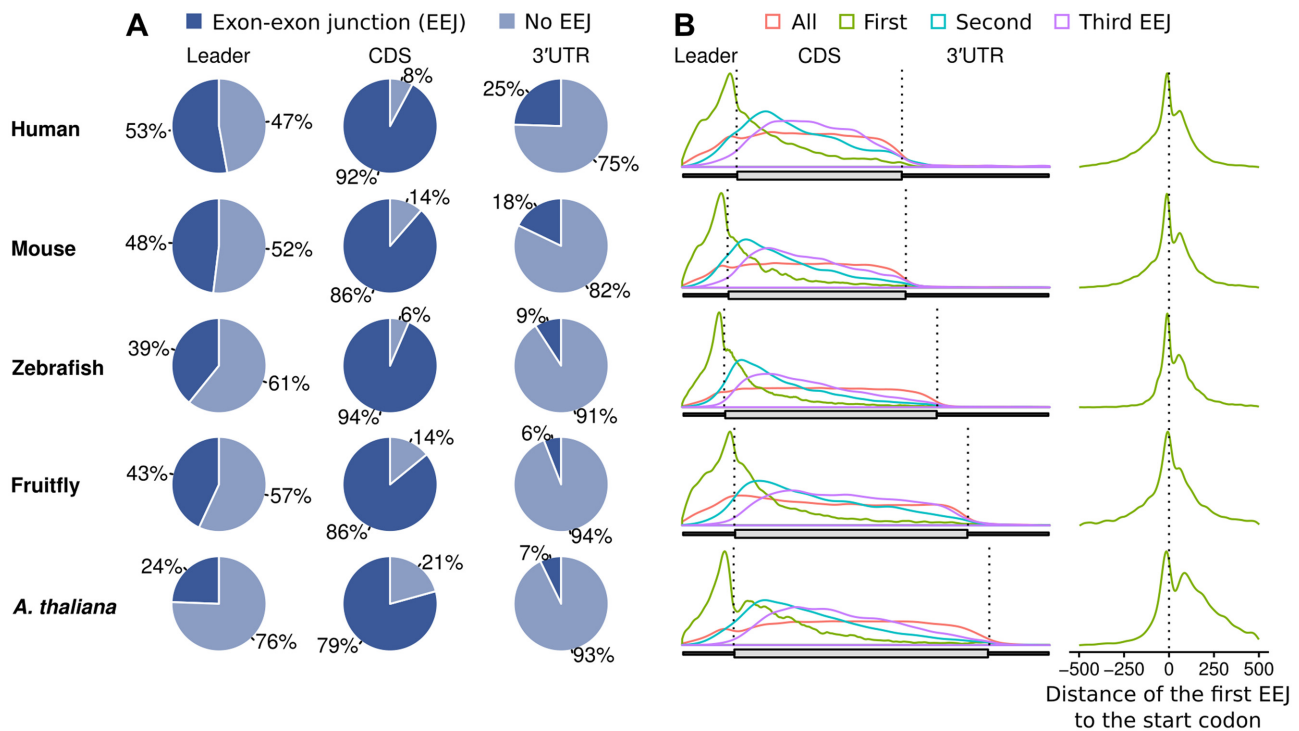 A
Exon-exon junction (EEJ)
No EEJ
Leader
CDS
3′UTR
Human
53%
47%
8%
92%
25%
75%
Mouse
48%
52%
14%
86%
18%
82%
Zebrafish
39%
61%
6%
94%
9%
91%
Fruitfly
43%
57%
14%
86%
6%
94%
A. thaliana
24%
76%
21%
79%
7%
93%
B
All
First
Second
Third EEJ
Leader
CDS
3′UTR
−500 −250 0 250 500
Distance of the first EEJ
to the start codon